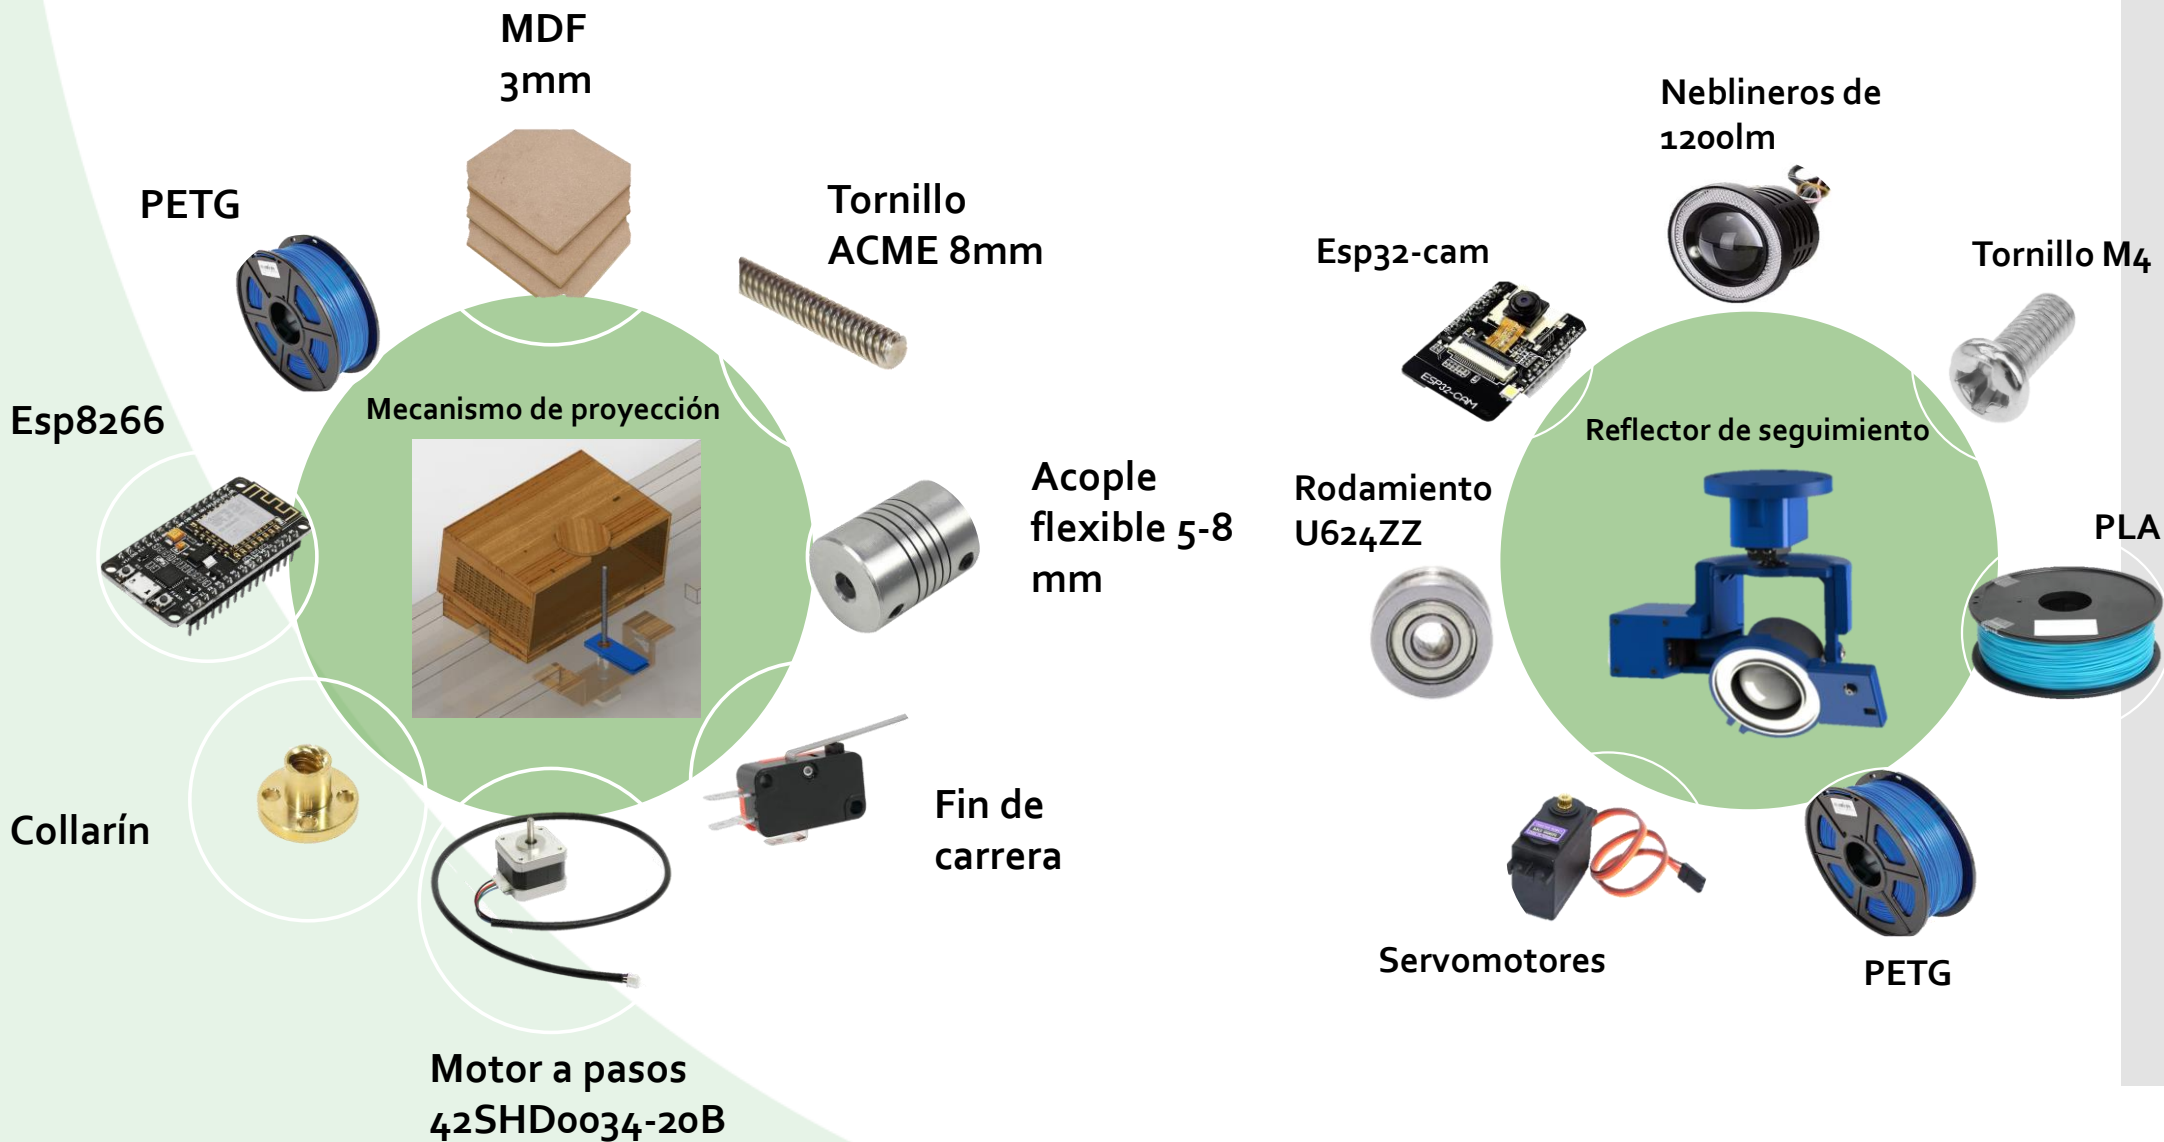 MDF
3mm
PETG
Tornillo
ACME 8mm
Esp8266
Mecanismo de proyección
Acople
flexible 5-8
mm
Collarín
Fin de
carrera
Motor a pasos
42SHD0034-20B
Neblineros de
1200lm
Esp32-cam
ESP32-CAM
Tornillo M4
Reflector de seguimiento
Rodamiento
U624ZZ
PLA
Servomotores
PETG